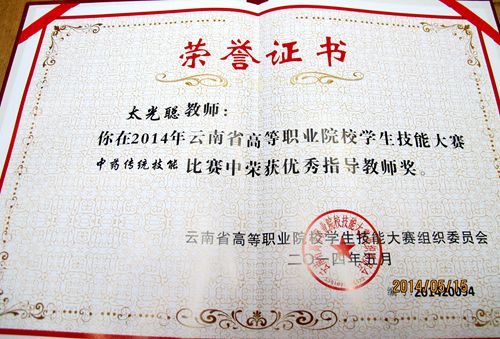 荣誉证书
太光聪教师：
你在2014年云南省高等职业院校学生技能大赛
中药传统技能 比赛中荣获优秀指导教师奖。
云南省高等职业院校学生技能大赛组织委员会
二〇一四年五月
2014/05/15
201420094